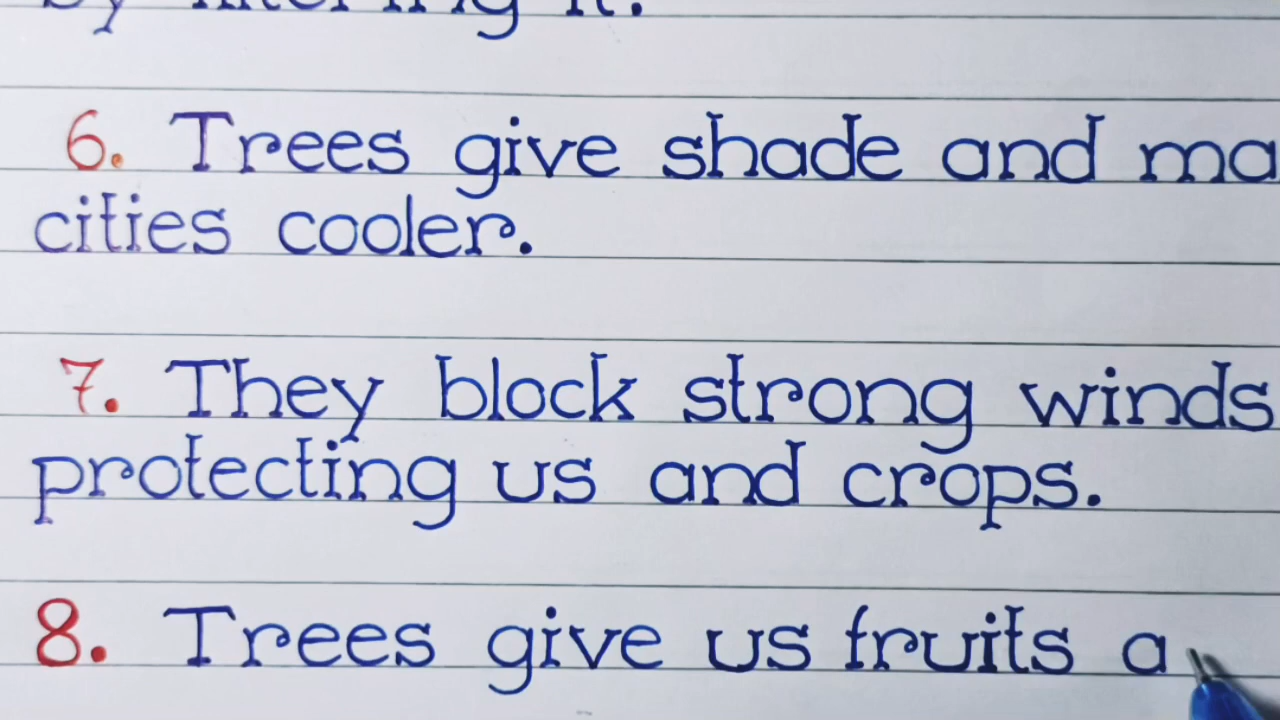 6. Trees give shade and ma
cities cooler.
7. They block strong winds
protecting us and crops.
8. Trees give us fruits a